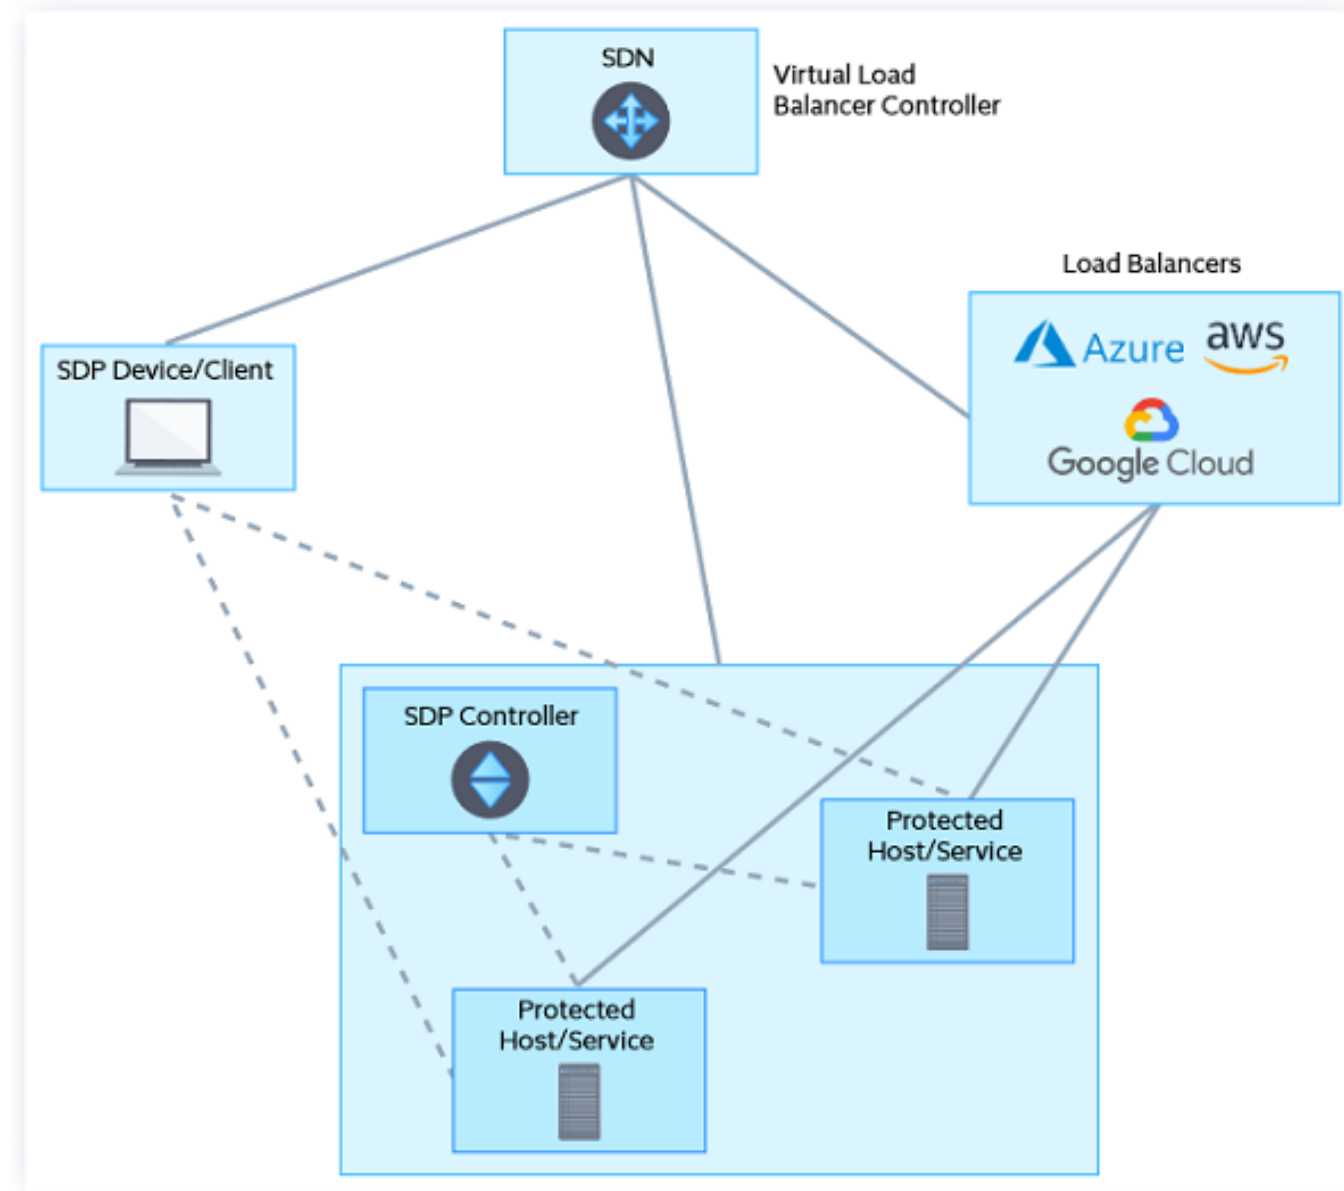 SDN
Virtual Load
Balancer Controller
Load Balancers
Azure
aws
Google Cloud
SDP Device/Client
SDP Controller
Protected
Host/Service
Protected
Host/Service